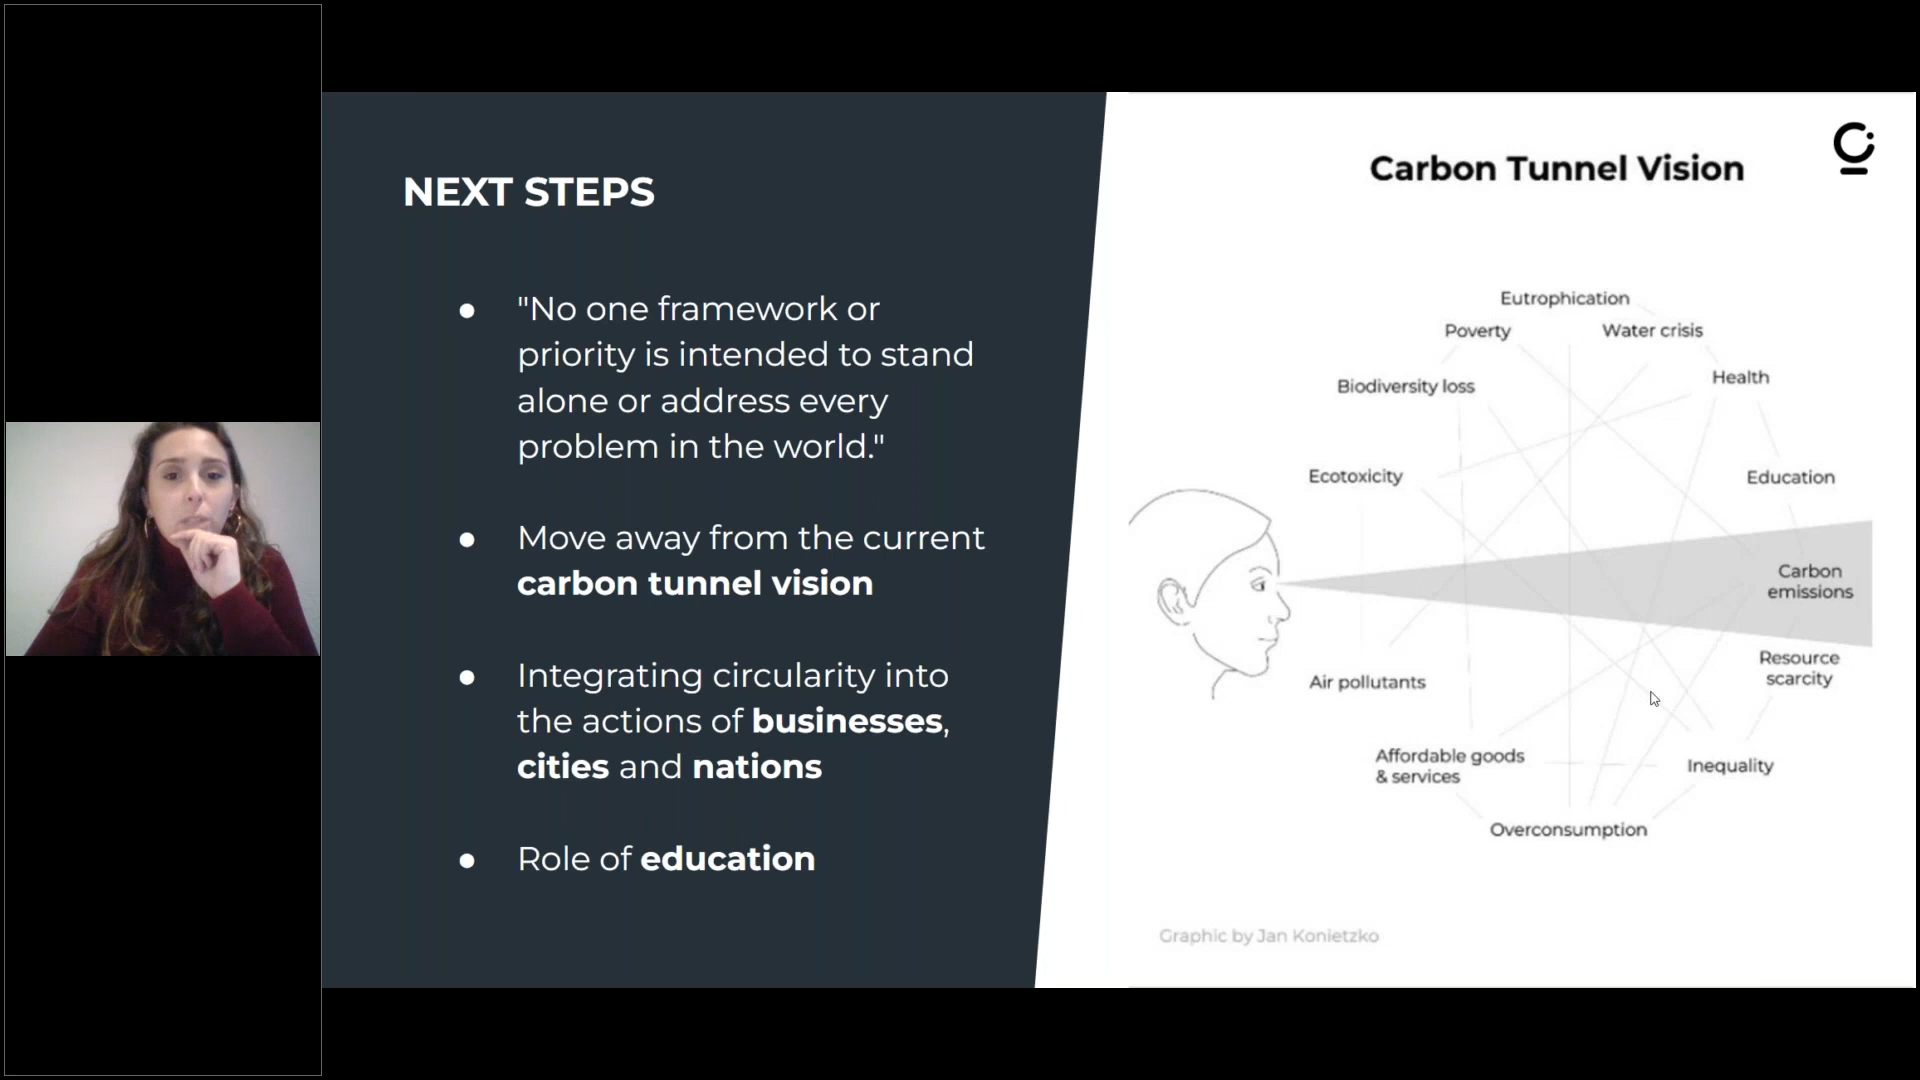 NEXT STEPS
● "No one framework or
priority is intended to stand
alone or address every
problem in the world."
● Move away from the current
carbon tunnel vision
● Integrating circularity into
the actions of businesses,
cities and nations
● Role of education
Carbon Tunnel Vision
Eutrophication
Poverty
Water crisis
Health
Biodiversity loss
Ecotoxicity
Education
Carbon
emissions
Resource
scarcity
Air pollutants
Affordable goods
& services
Inequality
Overconsumption
Graphic by Jan Konietzko